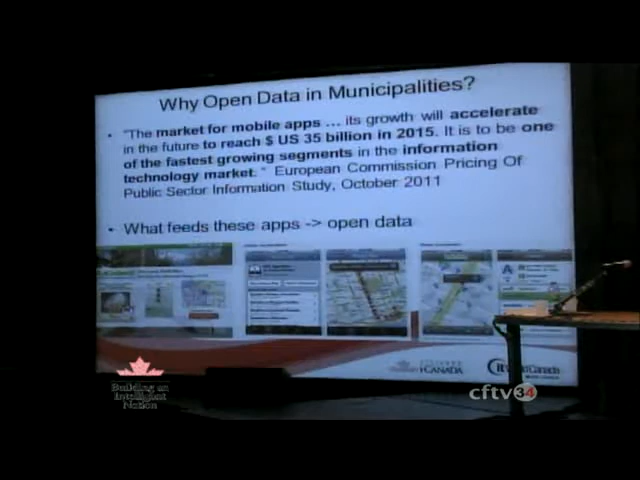 Why Open Data in Municipalities?
• "The market for mobile apps ... its growth will accelerate
in the future to reach $ US 35 billion in 2015. It is to be one
of the fastest growing segments in the information
technology market. " European Commission Pricing Of
Public Sector Information Study, October 2011
• What feeds these apps -> open data
CANADA
Canada
Building an
Intelligent
Nation
cftv34